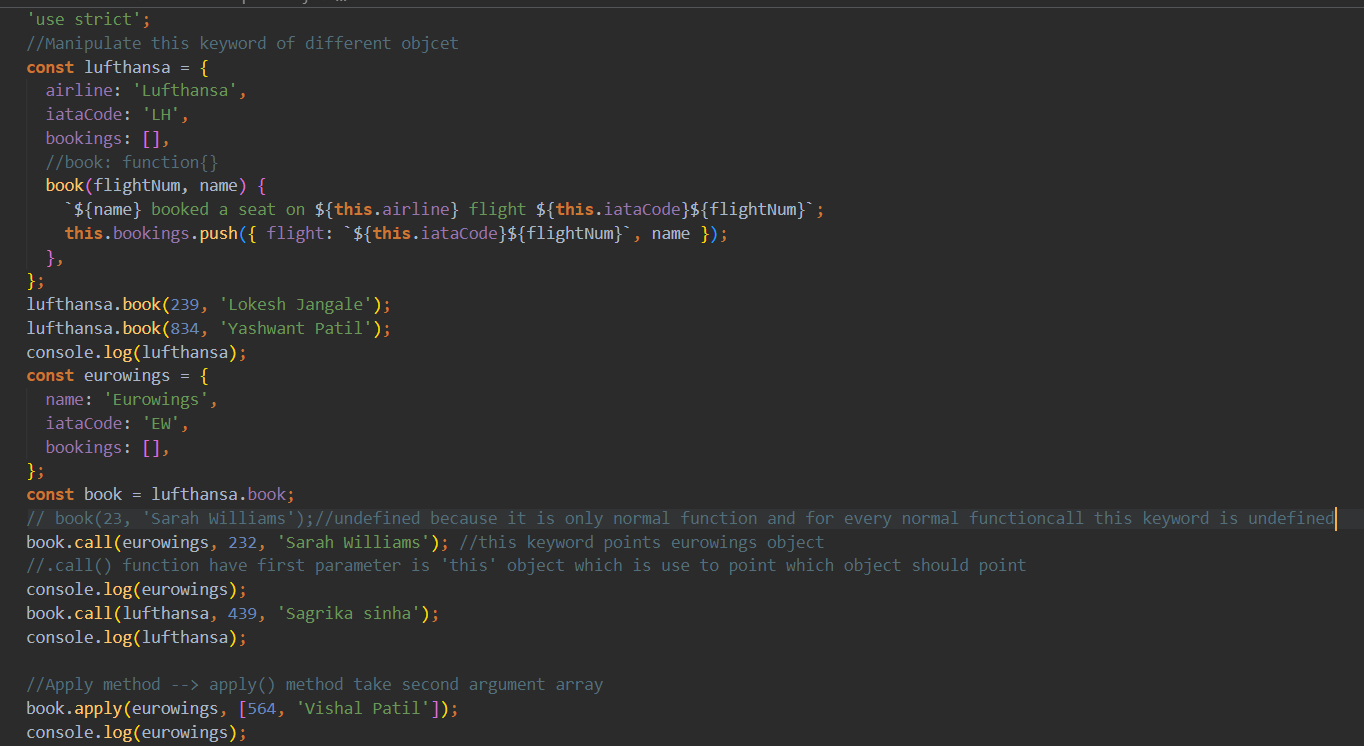 'use strict';
//Manipulate this keyword of different objcet
const lufthansa = {
  airline: 'Lufthansa',
  iataCode: 'LH',
  bookings: [],
  //book: function{}
  book(flightNum, name) {
    `${name} booked a seat on ${this.airline} flight ${this.iataCode}${flightNum}`;
    this.bookings.push({ flight: `${this.iataCode}${flightNum}`, name });
  },
};
lufthansa.book(239, 'Lokesh Jangale');
lufthansa.book(834, 'Yashwant Patil');
console.log(lufthansa);
const eurowings = {
  name: 'Eurowings',
  iataCode: 'EW',
  bookings: [],
};
const book = lufthansa.book;
// book(23, 'Sarah Williams');//undefined because it is only normal function and for every normal functioncall this keyword is undefined
book.call(eurowings, 232, 'Sarah Williams'); //this keyword points eurowings object
//.call() function have first parameter is 'this' object which is use to point which object should point
console.log(eurowings);
book.call(lufthansa, 439, 'Sagrika sinha');
console.log(lufthansa);

//Apply method --> apply() method take second argument array
book.apply(eurowings, [564, 'Vishal Patil']);
console.log(eurowings);